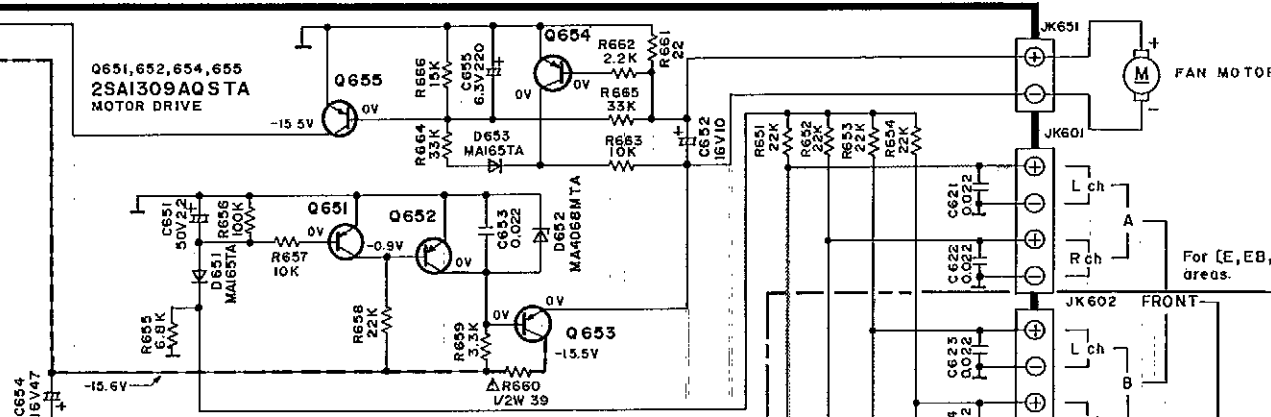 Q651,652,654,655
2SA1309AQSTA
MOTOR DRIVE
Q655
-15.5V
0V
R666
15K
C655
6.3V220
Q654
0V
0V
R662
2.2K
R661
22
R665
33K
R664
33K
D653
MA165TA
R663
10K
C652
16V10
JK651
+
−
M
+
−
FAN MOTOR
JK601
R651
22K
R652
22K
R653
22K
R654
22K
C621
0.022
+
−
L ch
A
C622
0.022
+
−
R ch
For [E,EB,
areas.
C651
50V2.2
R656
100K
Q651
0V
Q652
-0.9V
0V
C653
0.022
D652
MA4068MTA
R657
10K
D651
MA165TA
R655
6.8K
R658
22K
R659
3.3K
0V
0V
Q653
-15.5V
R660
1/2W 39
-15.6V
C654
16V47
JK602
FRONT
C623
0.022
+
−
L ch
B
+